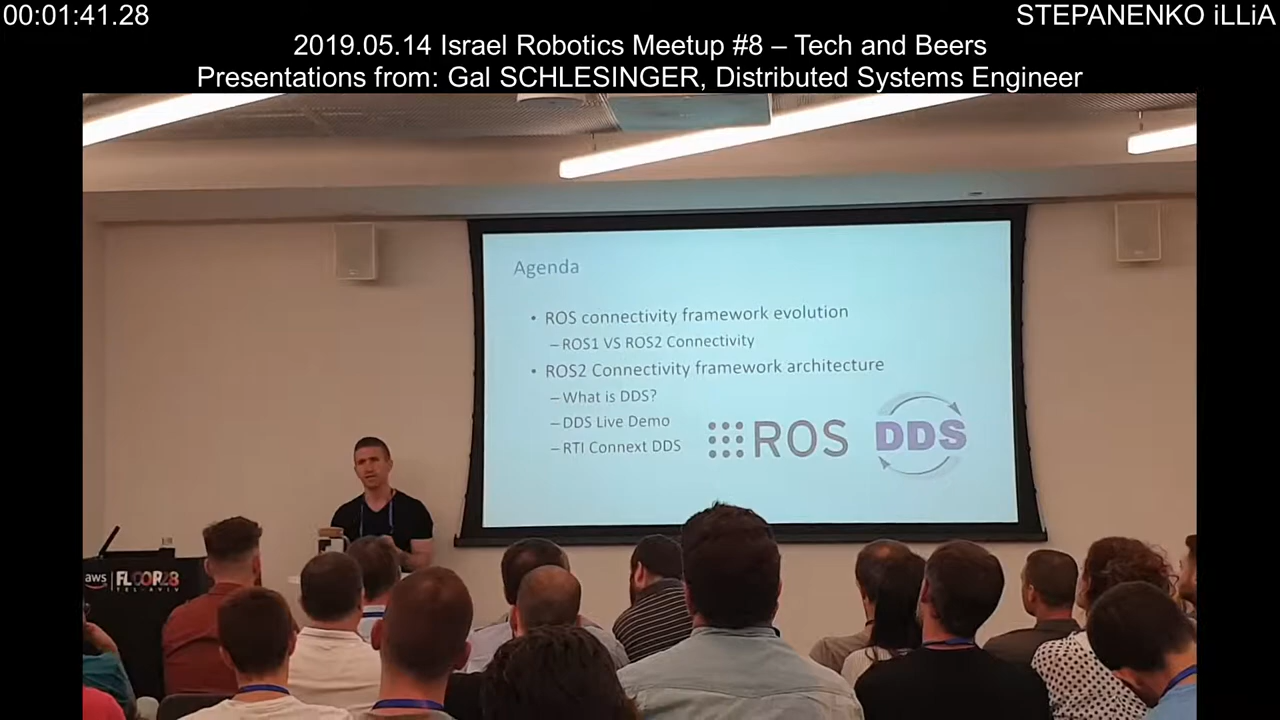 00:01:41.28
STEPANENKO iLLiA
2019.05.14 Israel Robotics Meetup #8 – Tech and Beers
Presentations from: Gal SCHLESINGER, Distributed Systems Engineer
Agenda
• ROS connectivity framework evolution
– ROS1 VS ROS2 Connectivity
• ROS2 Connectivity framework architecture
– What is DDS?
– DDS Live Demo
– RTI Connext DDS
ROS
DDS
aws
FLOOR28
TEL-AVIV